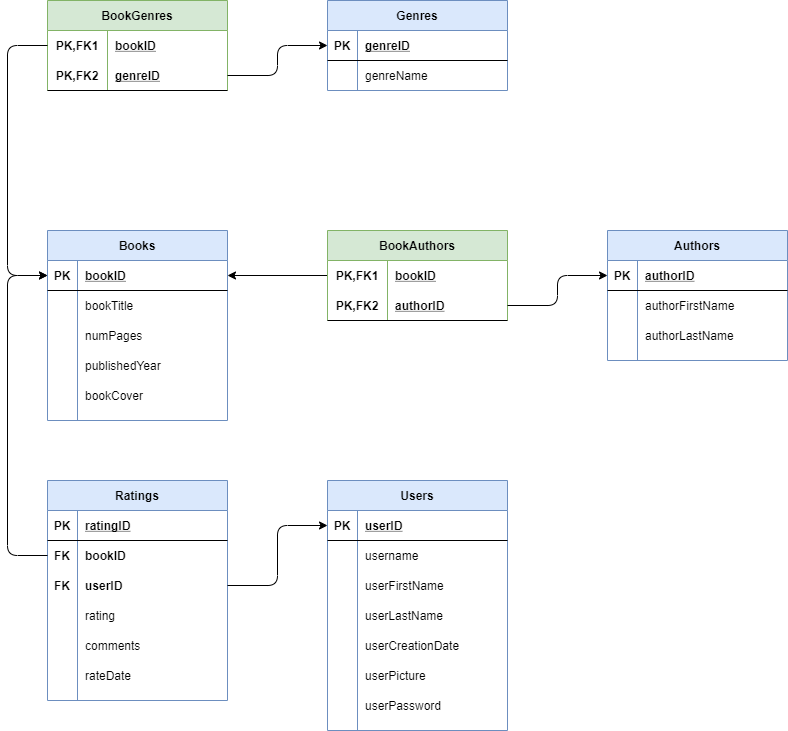 BookGenres
PK,FK1 bookID
PK,FK2 genreID
Genres
PK genreID
genreName
Books
PK bookID
bookTitle
numPages
publishedYear
bookCover
BookAuthors
PK,FK1 bookID
PK,FK2 authorID
Authors
PK authorID
authorFirstName
authorLastName
Ratings
PK ratingID
FK bookID
FK userID
rating
comments
rateDate
Users
PK userID
username
userFirstName
userLastName
userCreationDate
userPicture
userPassword